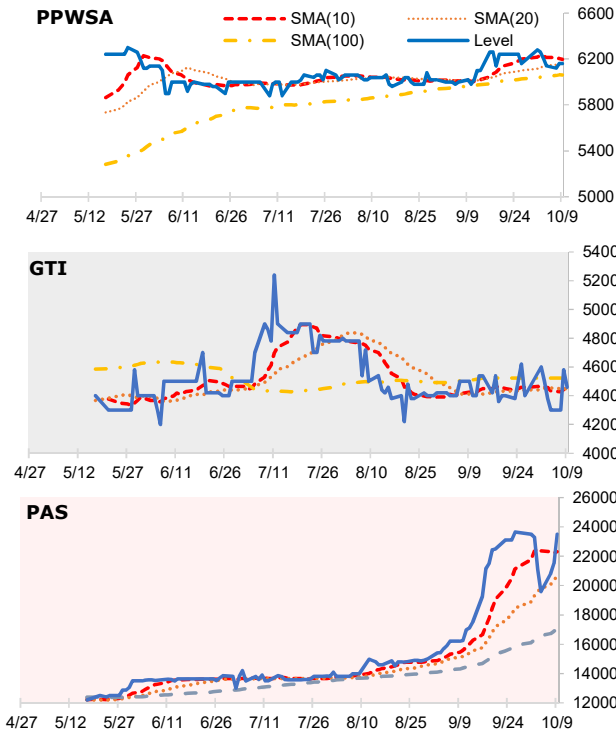 PPWSA
SMA(10) SMA(20)
SMA(100) Level
6600
6200
5800
5400
5000
4/27 5/12 5/27 6/11 6/26 7/11 7/26 8/10 8/25 9/9 9/24 10/9
GTI
5400
5200
5000
4800
4600
4400
4200
4000
4/27 5/12 5/27 6/11 6/26 7/11 7/26 8/10 8/25 9/9 9/24 10/9
PAS
26000
24000
22000
20000
18000
16000
14000
12000
4/27 5/12 5/27 6/11 6/26 7/11 7/26 8/10 8/25 9/9 9/24 10/9